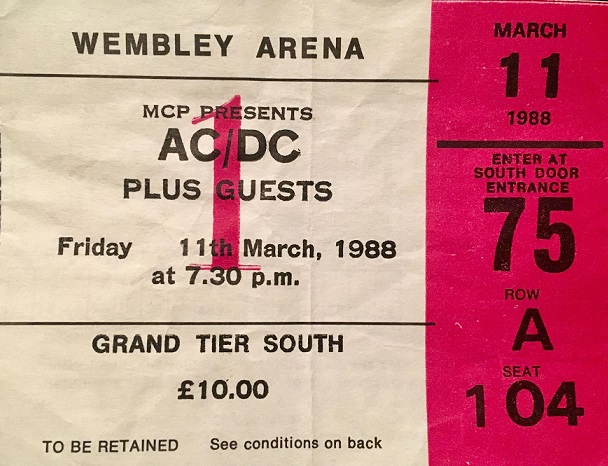 WEMBLEY ARENA
MCP PRESENTS
AC/DC
PLUS GUESTS
1
Friday 11th March, 1988
at 7.30 p.m.
GRAND TIER SOUTH
£10.00
TO BE RETAINED See conditions on back
MARCH
11
1988
ENTER AT
SOUTH DOOR
ENTRANCE
75
ROW
A
SEAT
104